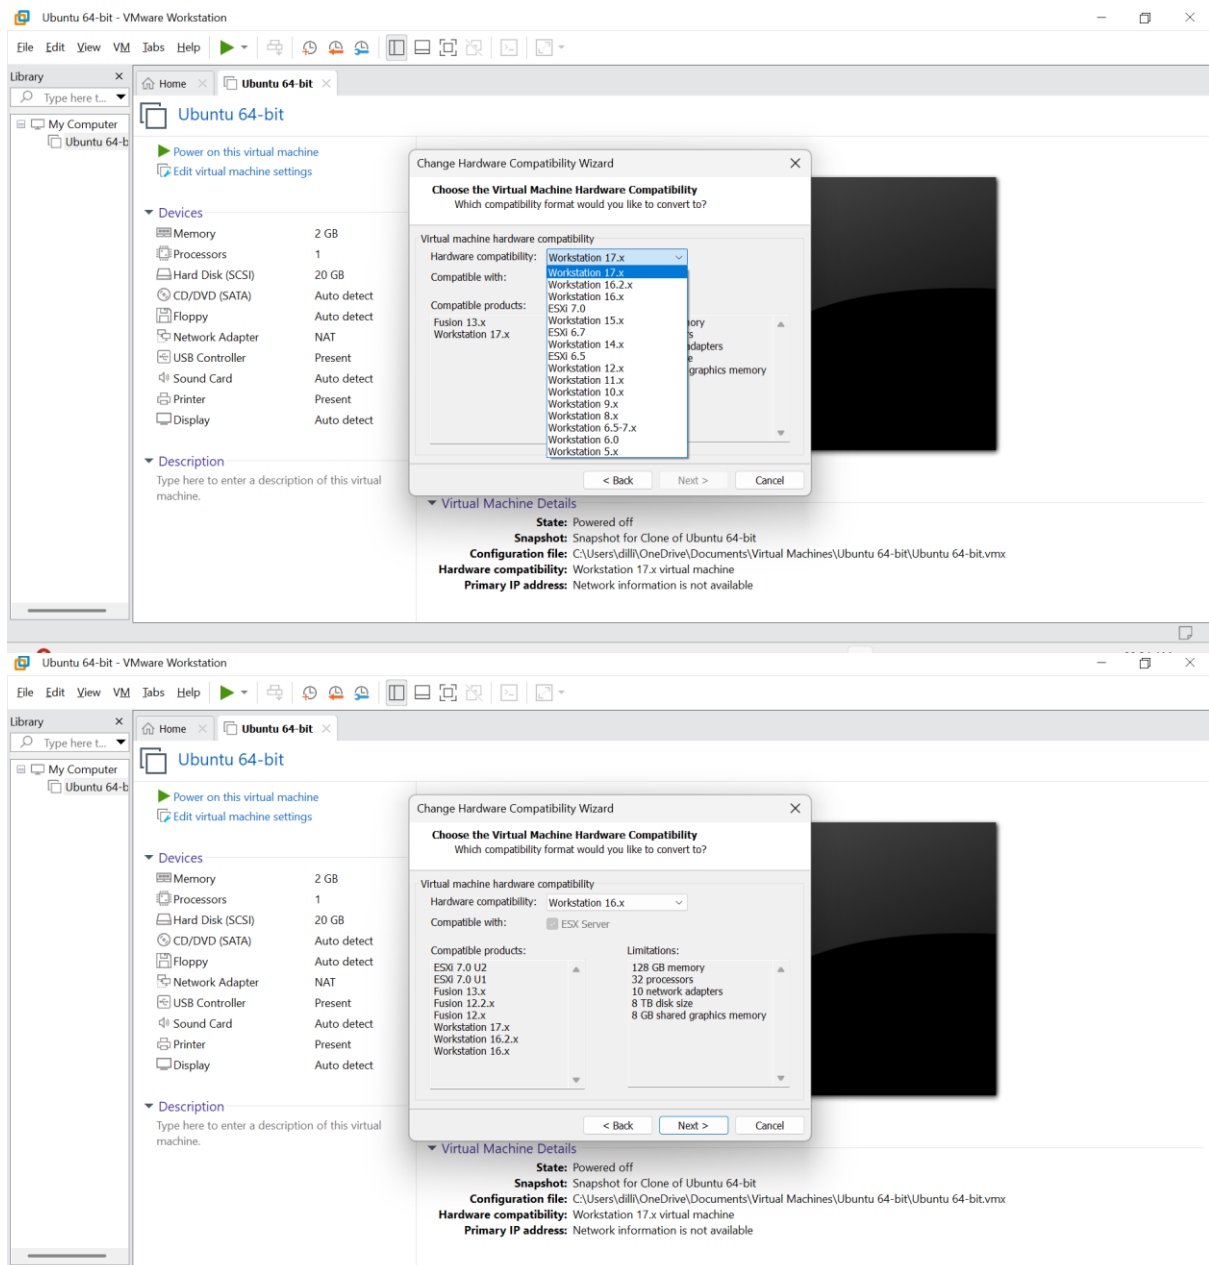 Ubuntu 64-bit - VMware Workstation
File Edit View VM Tabs Help
Library
Home
Ubuntu 64-bit
Type here t...
My Computer
Ubuntu 64-b
Ubuntu 64-bit
Power on this virtual machine
Edit virtual machine settings
Devices
Memory 2 GB
Processors 1
Hard Disk (SCSI) 20 GB
CD/DVD (SATA) Auto detect
Floppy Auto detect
Network Adapter NAT
USB Controller Present
Sound Card Auto detect
Printer Present
Display Auto detect
Description
Type here to enter a description of this virtual
machine.
Change Hardware Compatibility Wizard
Choose the Virtual Machine Hardware Compatibility
Which compatibility format would you like to convert to?
Virtual machine hardware compatibility
Hardware compatibility: Workstation 17.x
Compatible with:
Compatible products:
Fusion 13.x
Workstation 17.x
Workstation 17.x
Workstation 16.2.x
Workstation 16.x
ESXi 7.0
Workstation 15.x
ESXi 6.7
Workstation 14.x
ESXi 6.5
Workstation 12.x
Workstation 11.x
Workstation 10.x
Workstation 9.x
Workstation 8.x
Workstation 6.5-7.x
Workstation 6.0
Workstation 5.x
graphics memory
< Back Next > Cancel
Virtual Machine Details
State: Powered off
Snapshot: Snapshot for Clone of Ubuntu 64-bit
Configuration file: C:\Users\dilli\OneDrive\Documents\Virtual Machines\Ubuntu 64-bit\Ubuntu 64-bit.vmx
Hardware compatibility: Workstation 17.x virtual machine
Primary IP address: Network information is not available
Ubuntu 64-bit - VMware Workstation
File Edit View VM Tabs Help
Library
Home
Ubuntu 64-bit
Type here t...
My Computer
Ubuntu 64-b
Ubuntu 64-bit
Power on this virtual machine
Edit virtual machine settings
Devices
Memory 2 GB
Processors 1
Hard Disk (SCSI) 20 GB
CD/DVD (SATA) Auto detect
Floppy Auto detect
Network Adapter NAT
USB Controller Present
Sound Card Auto detect
Printer Present
Display Auto detect
Description
Type here to enter a description of this virtual
machine.
Change Hardware Compatibility Wizard
Choose the Virtual Machine Hardware Compatibility
Which compatibility format would you like to convert to?
Virtual machine hardware compatibility
Hardware compatibility: Workstation 16.x
Compatible with: ESX Server
Compatible products:
ESXi 7.0 U2
ESXi 7.0 U1
Fusion 13.x
Fusion 12.2.x
Fusion 12.x
Workstation 17.x
Workstation 16.2.x
Workstation 16.x
Limitations:
128 GB memory
32 processors
10 network adapters
8 TB disk size
8 GB shared graphics memory
< Back Next > Cancel
Virtual Machine Details
State: Powered off
Snapshot: Snapshot for Clone of Ubuntu 64-bit
Configuration file: C:\Users\dilli\OneDrive\Documents\Virtual Machines\Ubuntu 64-bit\Ubuntu 64-bit.vmx
Hardware compatibility: Workstation 17.x virtual machine
Primary IP address: Network information is not available